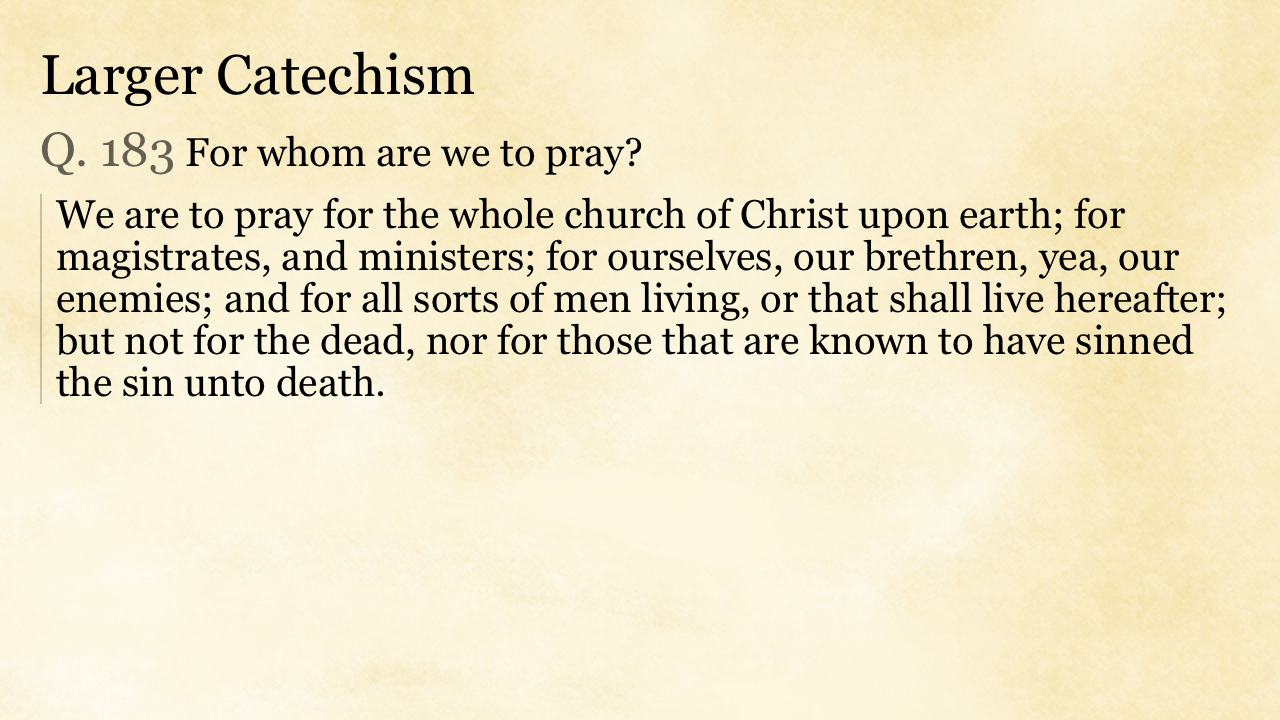 Larger Catechism
Q. 183 For whom are we to pray?
We are to pray for the whole church of Christ upon earth; for
magistrates, and ministers; for ourselves, our brethren, yea, our
enemies; and for all sorts of men living, or that shall live hereafter;
but not for the dead, nor for those that are known to have sinned
the sin unto death.